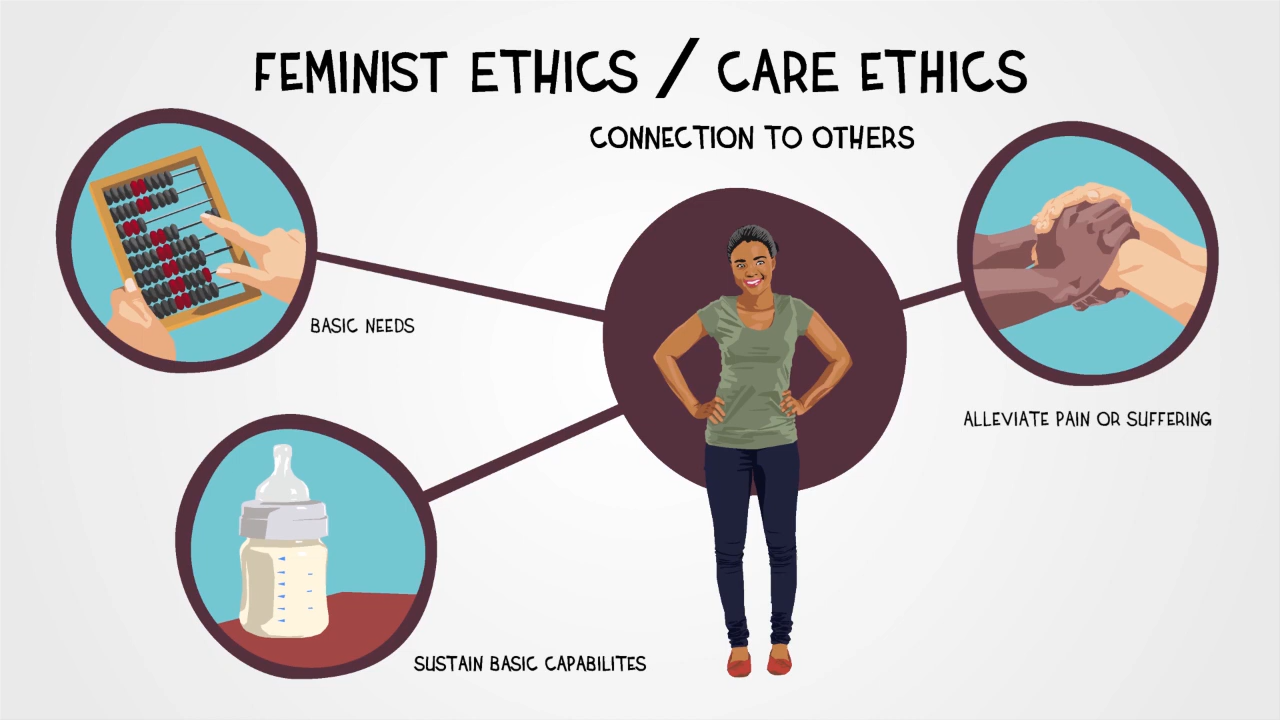 FEMINIST ETHICS / CARE ETHICS
CONNECTION TO OTHERS
BASIC NEEDS
ALLEVIATE PAIN OR SUFFERING
SUSTAIN BASIC CAPABILITES